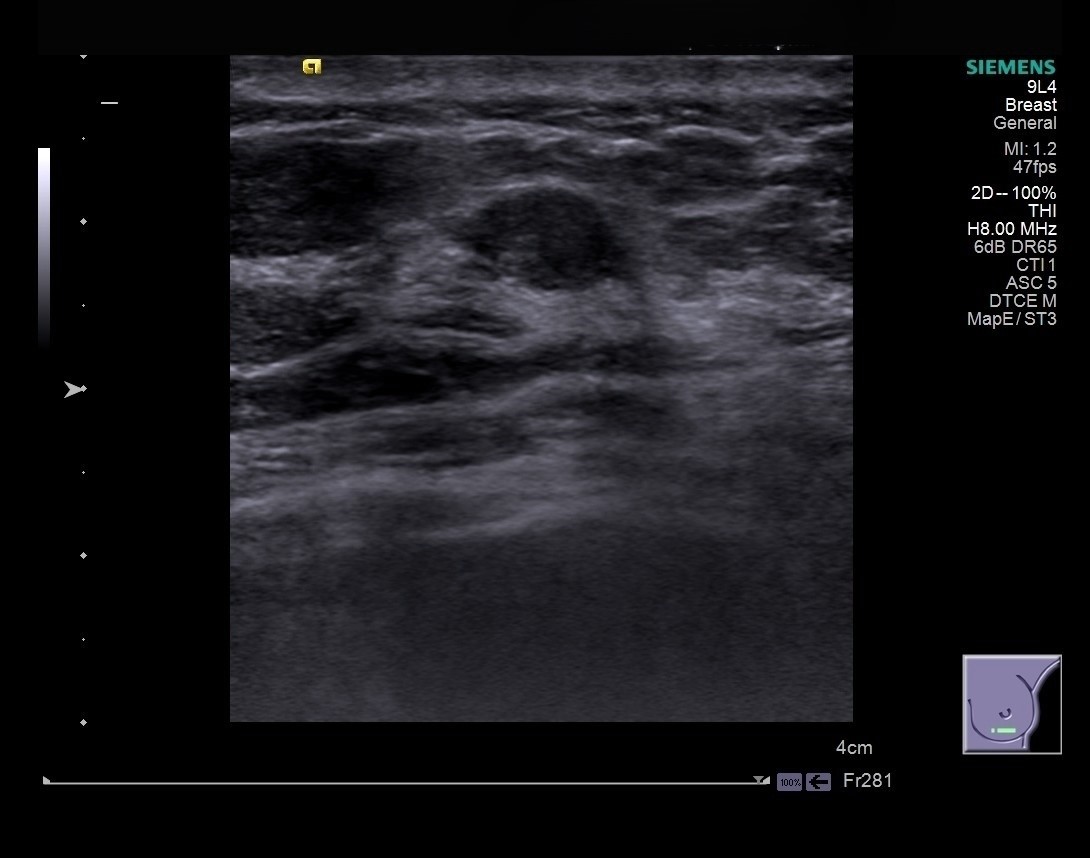 SIEMENS
9L4
Breast
General
MI: 1.2
47fps
2D--100%
THI
H8.00 MHz
6dB DR65
CTI 1
ASC 5
DTCE M
MapE / ST3
4cm
100%
Fr281